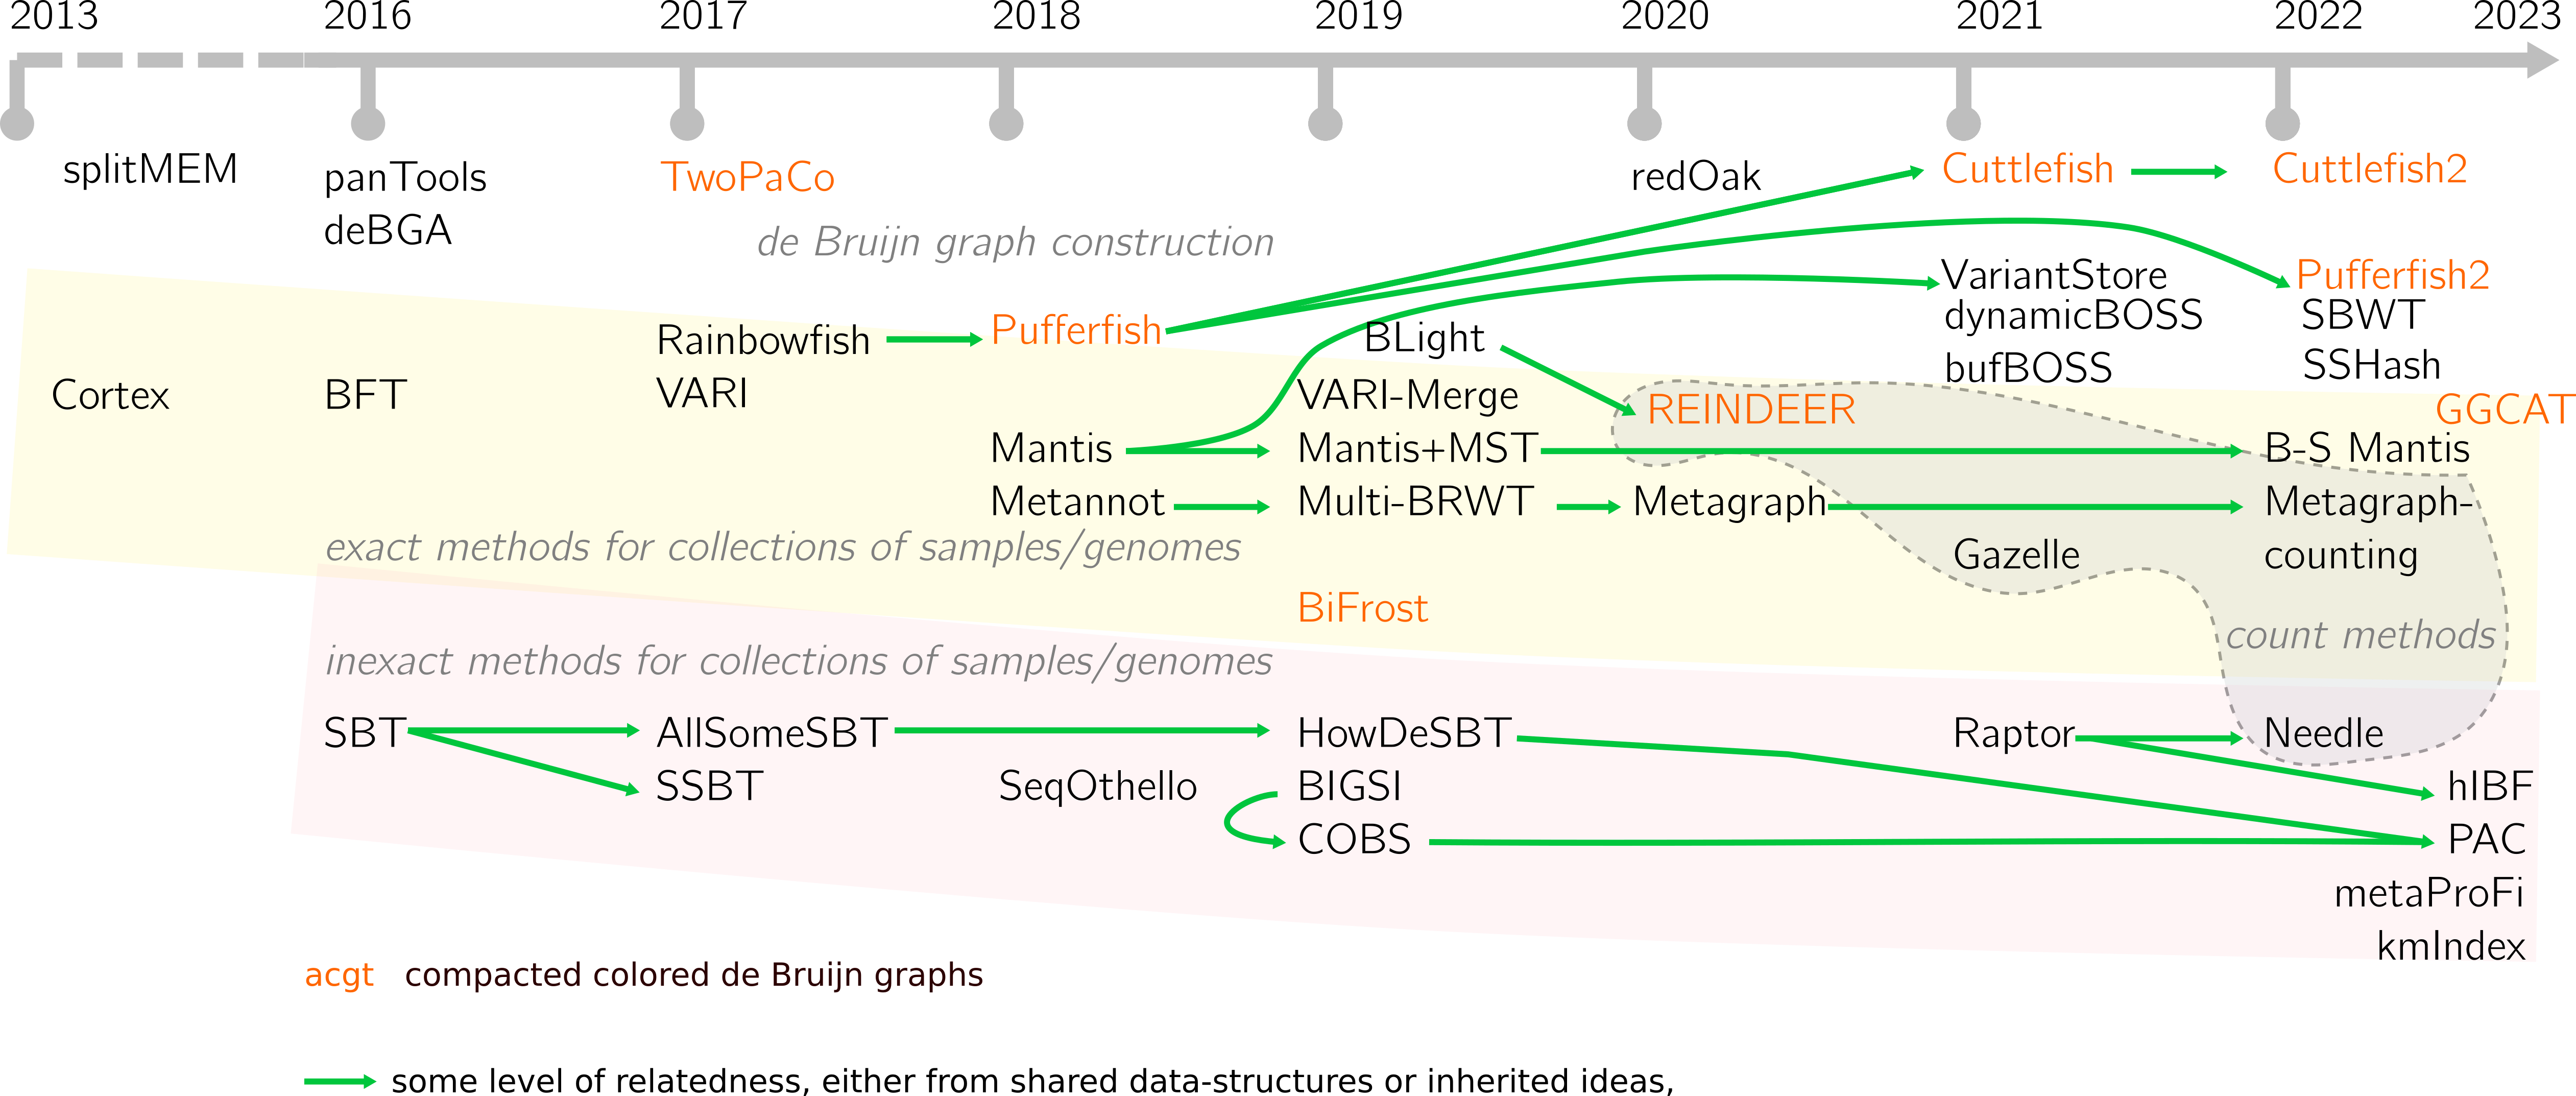 2013 2016 2017 2018 2019 2020 2021 2022 2023
splitMEM panTools TwoPaCo redOak Cuttlefish Cuttlefish2
deBGA
de Bruijn graph construction
VariantStore Pufferfish2
Rainbowfish Pufferfish BLight dynamicBOSS SBWT
bufBOSS SSHash
Cortex BFT VARI VARI-Merge REINDEER GGCAT
Mantis Mantis+MST B-S Mantis
Metannot Multi-BRWT Metagraph Metagraph-
exact methods for collections of samples/genomes Gazelle counting
BiFrost
count methods
inexact methods for collections of samples/genomes
SBT AllSomeSBT HowDeSBT Raptor Needle
SSBT SeqOthello BIGSI hIBF
COBS PAC
metaProFi
kmIndex
acgt compacted colored de Bruijn graphs
some level of relatedness, either from shared data-structures or inherited ideas,